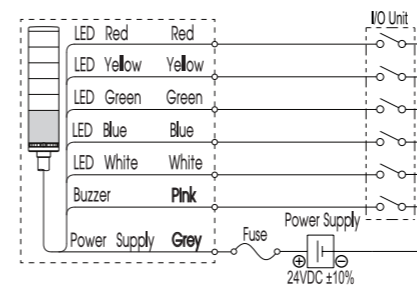 I/O Unit
LED Red Red
LED Yellow Yellow
LED Green Green
LED Blue Blue
LED White White
Buzzer Pink
Power Supply Grey
Fuse
Power Supply
⊕ ⊖
24VDC ±10%